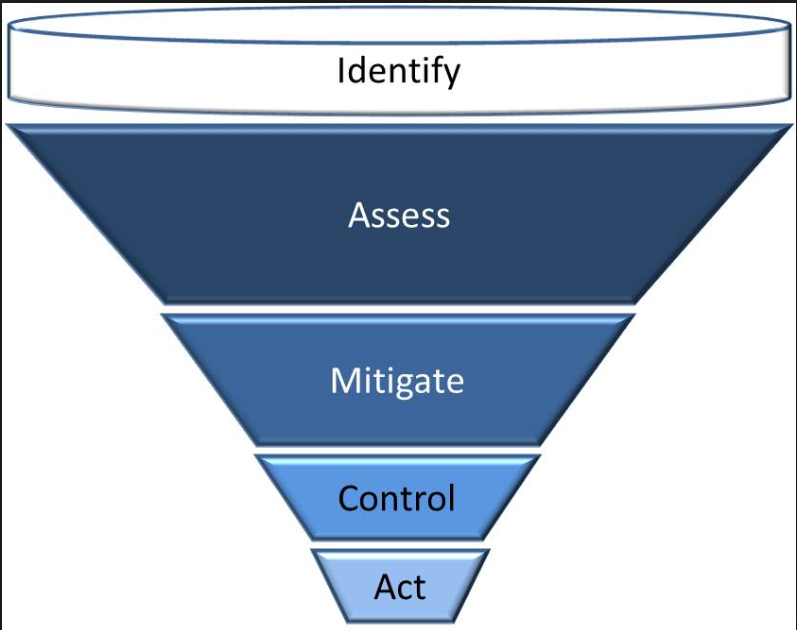 Identify
Assess
Mitigate
Control
Act